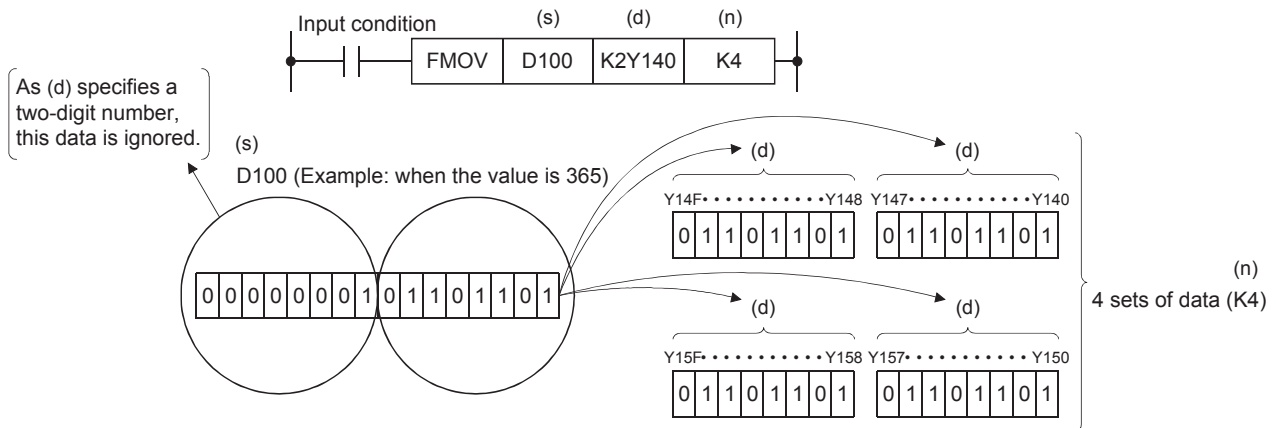 Input condition
(s) (d) (n)
FMOV D100 K2Y140 K4
As (d) specifies a
two-digit number,
this data is ignored.
(s)
D100 (Example: when the value is 365)
0 0 0 0 0 0 0 1 0 1 1 0 1 1 0 1
(d) (d)
Y14F•••••••••••Y148 Y147•••••••••••Y140
0 1 1 0 1 1 0 1 0 1 1 0 1 1 0 1
(d) (d)
Y15F•••••••••••Y158 Y157•••••••••••Y150
0 1 1 0 1 1 0 1 0 1 1 0 1 1 0 1
(n)
4 sets of data (K4)